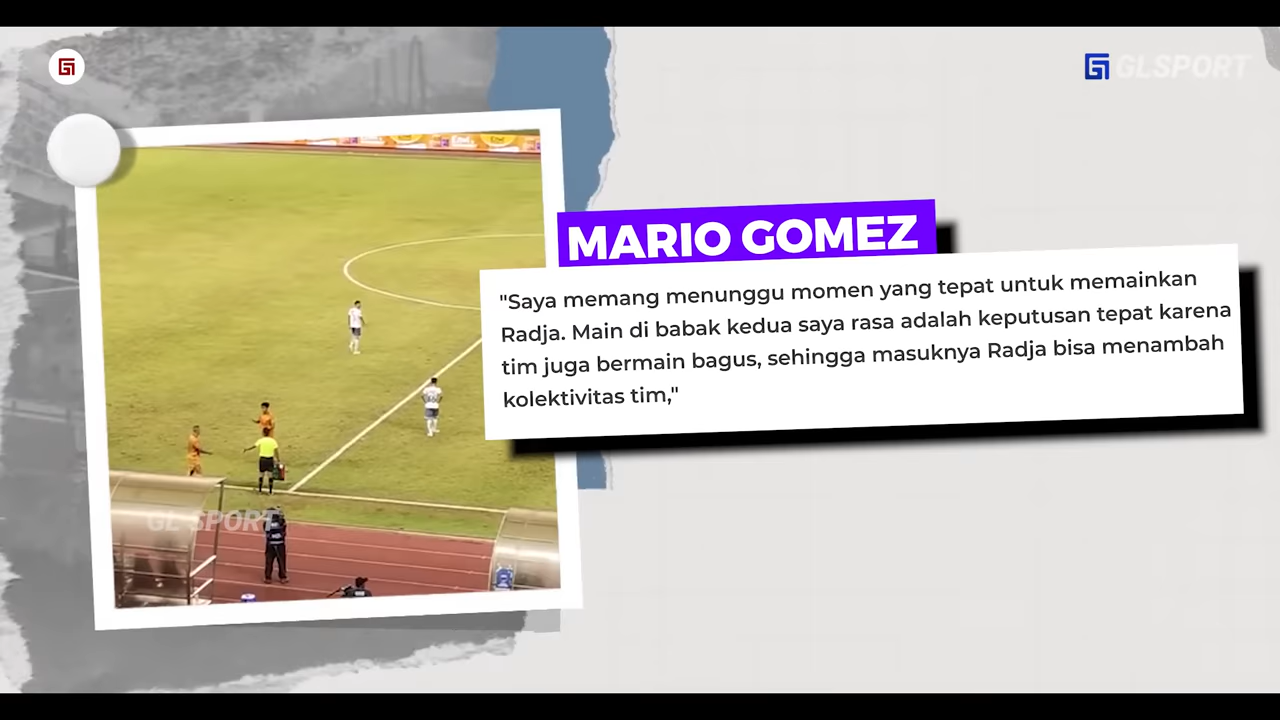 GLSPORT
MARIO GOMEZ
"Saya memang menunggu momen yang tepat untuk memainkan
Radja. Main di babak kedua saya rasa adalah keputusan tepat karena
tim juga bermain bagus, sehingga masuknya Radja bisa menambah
kolektivitas tim,"
GL SPORT